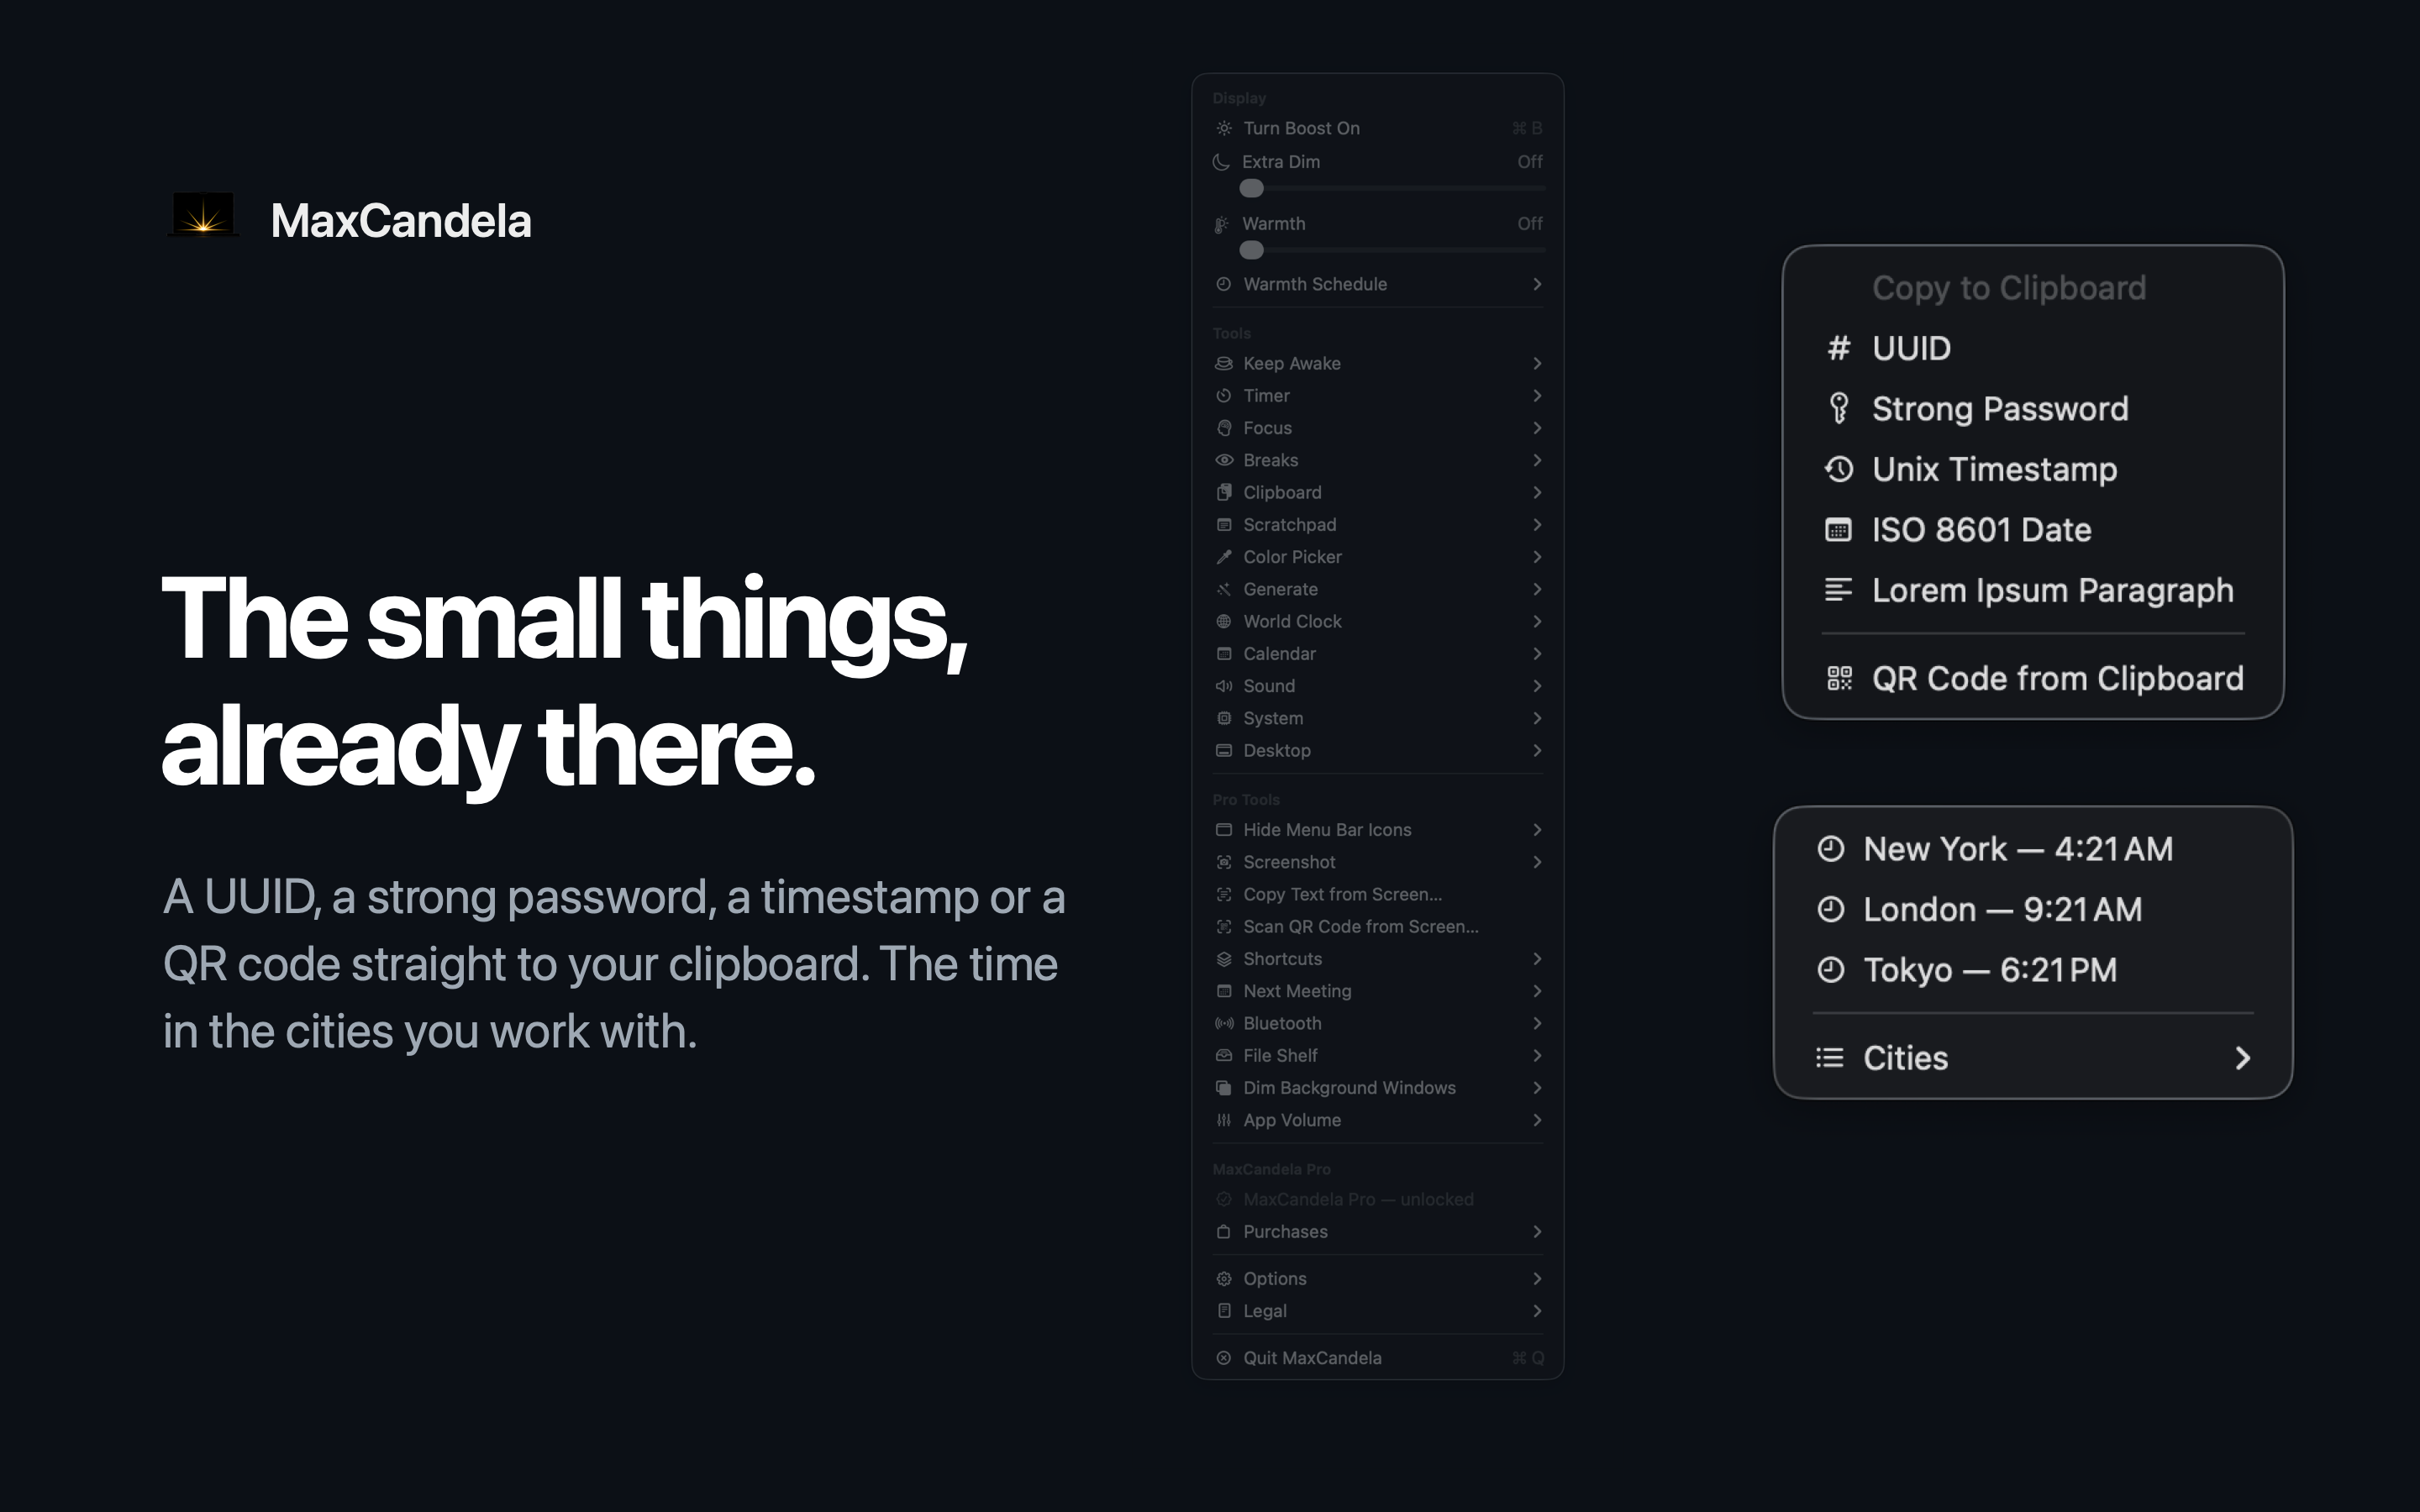 MaxCandela
The small things,
already there.
A UUID, a strong password, a timestamp or a
QR code straight to your clipboard. The time
in the cities you work with.
Display
Turn Boost On ⌘ B
Extra Dim Off
Warmth Off
Warmth Schedule
Tools
Keep Awake
Timer
Focus
Breaks
Clipboard
Scratchpad
Color Picker
Generate
World Clock
Calendar
Sound
System
Desktop
Pro Tools
Hide Menu Bar Icons
Screenshot
Copy Text from Screen...
Scan QR Code from Screen...
Shortcuts
Next Meeting
Bluetooth
File Shelf
Dim Background Windows
App Volume
MaxCandela Pro
MaxCandela Pro — unlocked
Purchases
Options
Legal
Quit MaxCandela ⌘ Q
Copy to Clipboard
UUID
Strong Password
Unix Timestamp
ISO 8601 Date
Lorem Ipsum Paragraph
QR Code from Clipboard
New York — 4:21 AM
London — 9:21 AM
Tokyo — 6:21 PM
Cities